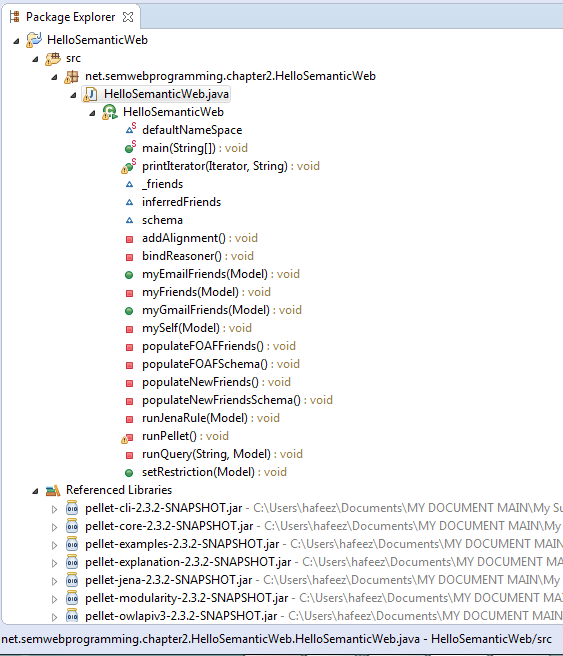 Package Explorer
HelloSemanticWeb
src
net.semwebprogramming.chapter2.HelloSemanticWeb
HelloSemanticWeb.java
HelloSemanticWeb
defaultNameSpace
main(String[]) : void
printIterator(Iterator, String) : void
_friends
inferredFriends
schema
addAlignment() : void
bindReasoner() : void
myEmailFriends(Model) : void
myFriends(Model) : void
myGmailFriends(Model) : void
mySelf(Model) : void
populateFOAFFriends() : void
populateFOAFSchema() : void
populateNewFriends() : void
populateNewFriendsSchema() : void
runJenaRule(Model) : void
runPellet() : void
runQuery(String, Model) : void
setRestriction(Model) : void
Referenced Libraries
pellet-cli-2.3.2-SNAPSHOT.jar - C:\Users\hafeez\Documents\MY DOCUMENT MAIN\My Su
pellet-core-2.3.2-SNAPSHOT.jar - C:\Users\hafeez\Documents\MY DOCUMENT MAIN\My
pellet-examples-2.3.2-SNAPSHOT.jar - C:\Users\hafeez\Documents\MY DOCUMENT MAIN
pellet-explanation-2.3.2-SNAPSHOT.jar - C:\Users\hafeez\Documents\MY DOCUMENT MA
pellet-jena-2.3.2-SNAPSHOT.jar - C:\Users\hafeez\Documents\MY DOCUMENT MAIN\My
pellet-modularity-2.3.2-SNAPSHOT.jar - C:\Users\hafeez\Documents\MY DOCUMENT MAI
pellet-owlapiv3-2.3.2-SNAPSHOT.jar - C:\Users\hafeez\Documents\MY DOCUMENT MAIN
net.semwebprogramming.chapter2.HelloSemanticWeb.HelloSemanticWeb.java - HelloSemanticWeb/src